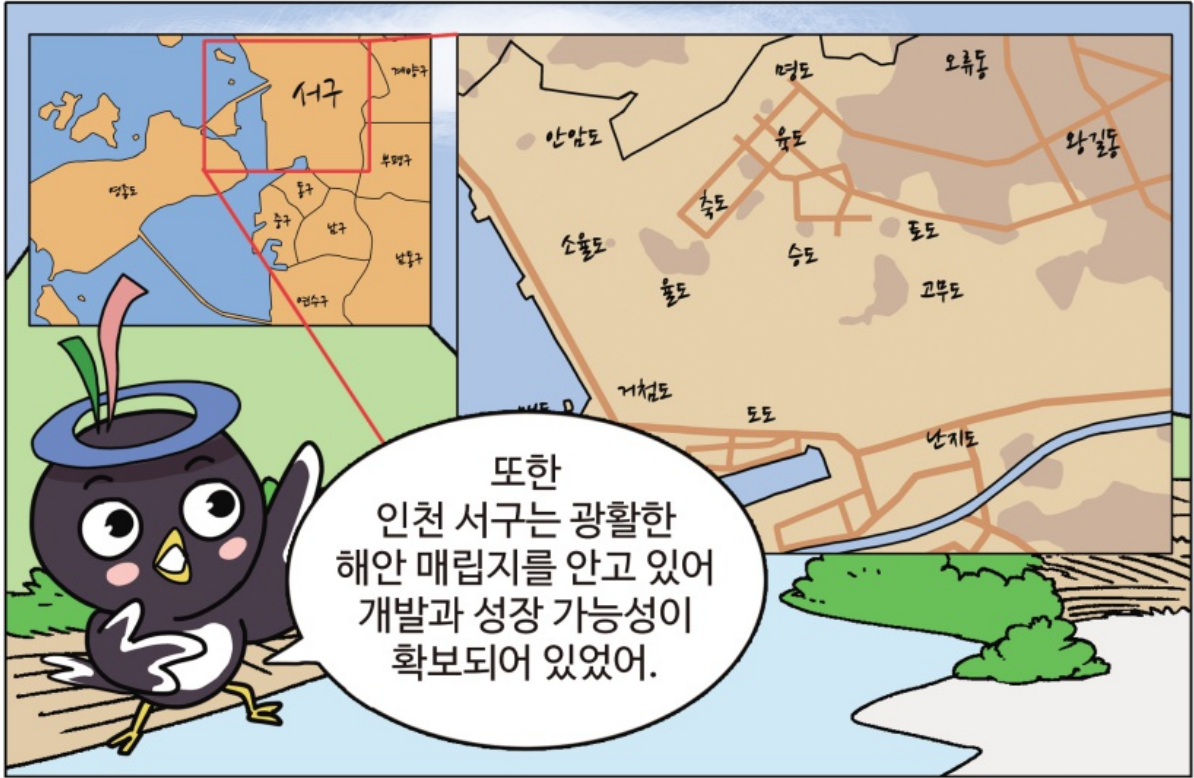 서구
계양구
부평구
영종도
동구
중구
남구
남동구
연수구
명도
오류동
안암도
육도
왕길동
축도
소율도
승도
토도
율도
고무도
거첨도
도도
난지도
또한
인천 서구는 광활한
해안 매립지를 안고 있어
개발과 성장 가능성이
확보되어 있었어.